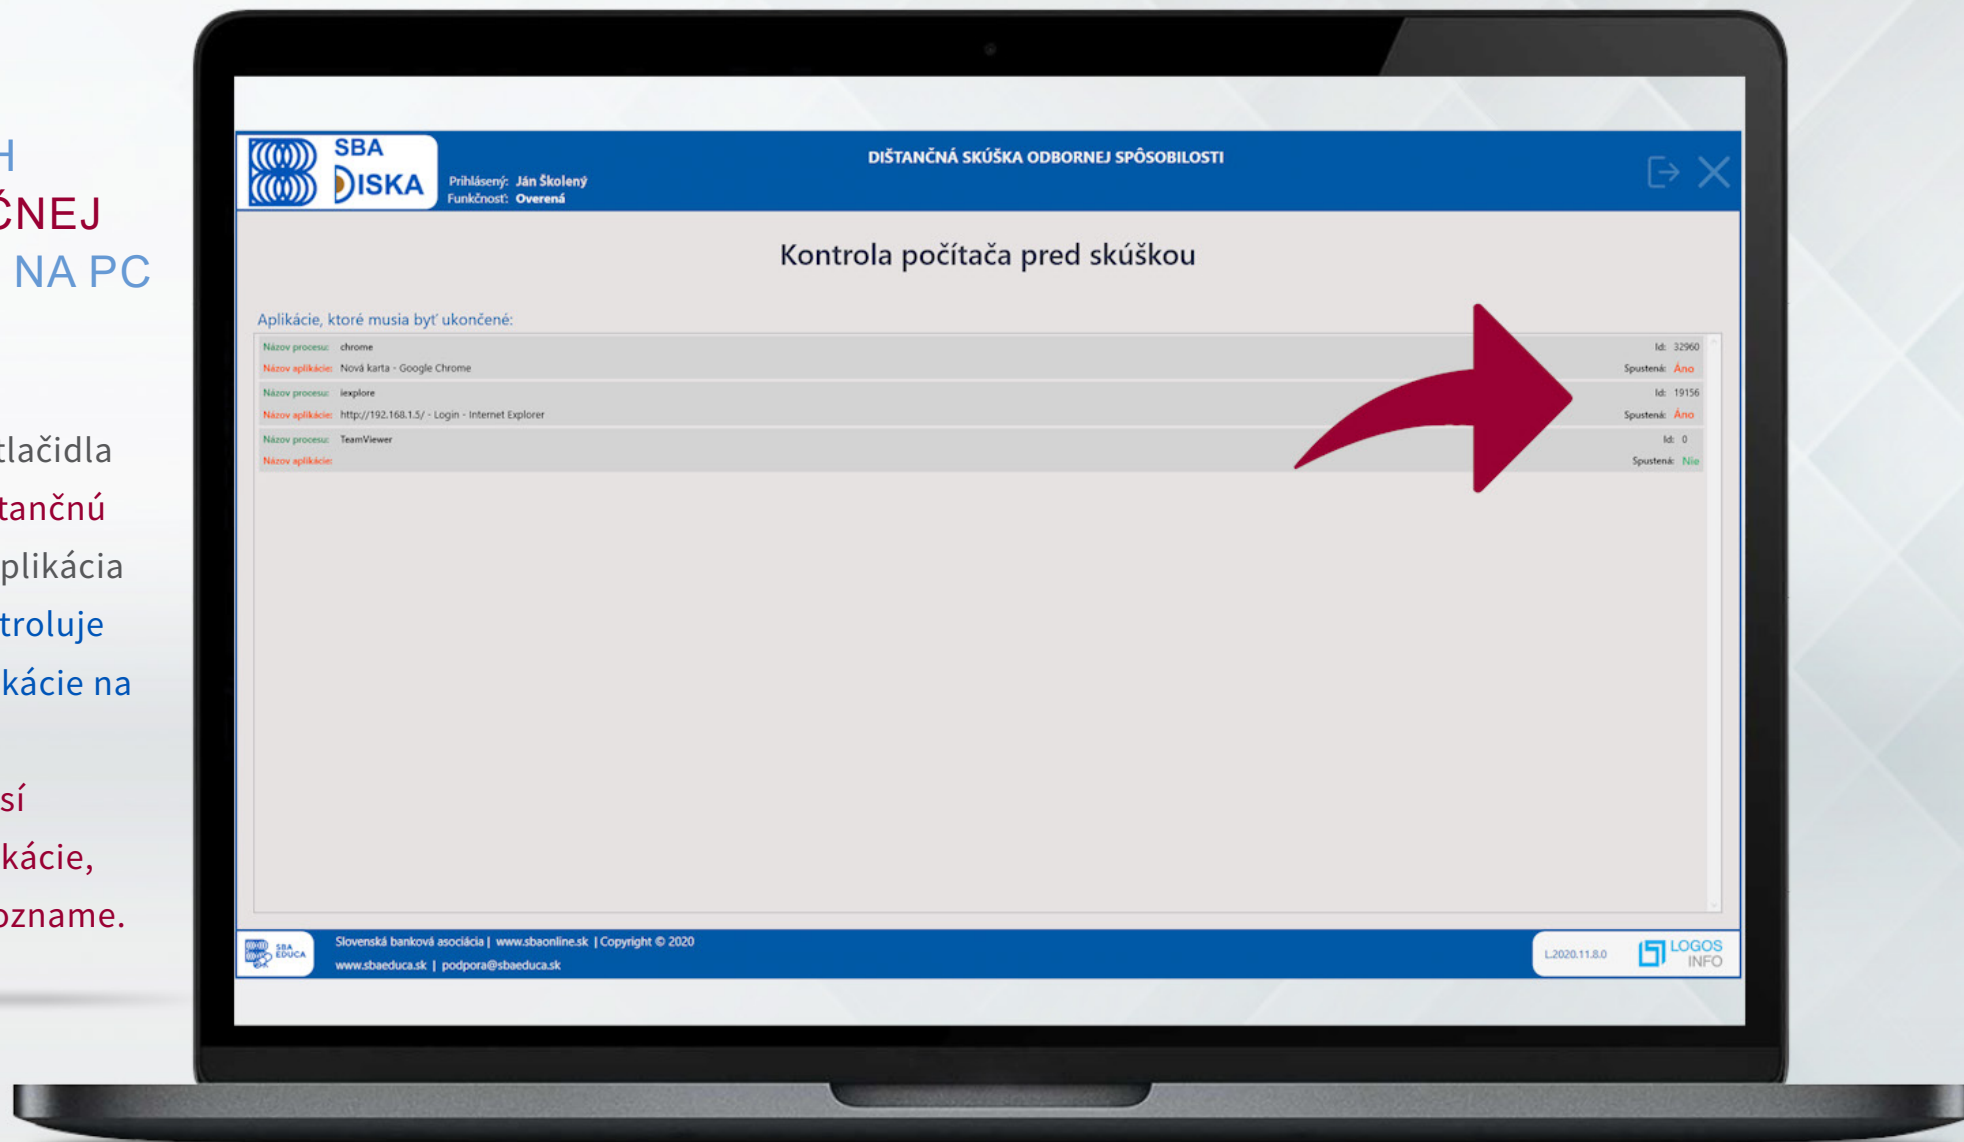 H
ČNEJ
NA PC
tlačidla
tančnú
plikácia
troluje
kácie na
sí
kácie,
ozname.
SBA
DISKA
Prihlásený: Ján Školený
Funkčnosť: Overená
DIŠTANČNÁ SKÚŠKA ODBORNEJ SPÔSOBILOSTI
Kontrola počítača pred skúškou
Aplikácie, ktoré musia byť ukončené:
Názov procesu: chrome Id: 32960
Názov aplikácie: Nová karta - Google Chrome Spustená: Áno
Názov procesu: iexplore Id: 19156
Názov aplikácie: http://192.168.1.5/ - Login - Internet Explorer Spustená: Áno
Názov procesu: TeamViewer Id: 0
Názov aplikácie: Spustená: Nie
SBA
EDUCA
Slovenská banková asociácia | www.sbaonline.sk | Copyright © 2020
www.sbaeduca.sk | podpora@sbaeduca.sk
L.2020.11.8.0
LOGOS
INFO